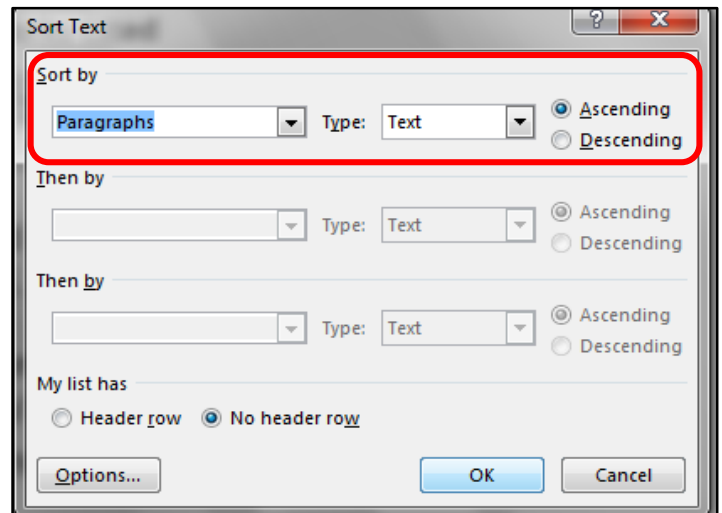 Sort Text
Sort by
Paragraphs Type: Text Ascending
Descending
Then by
Type: Text Ascending
Descending
Then by
Type: Text Ascending
Descending
My list has
Header row No header row
Options... OK Cancel